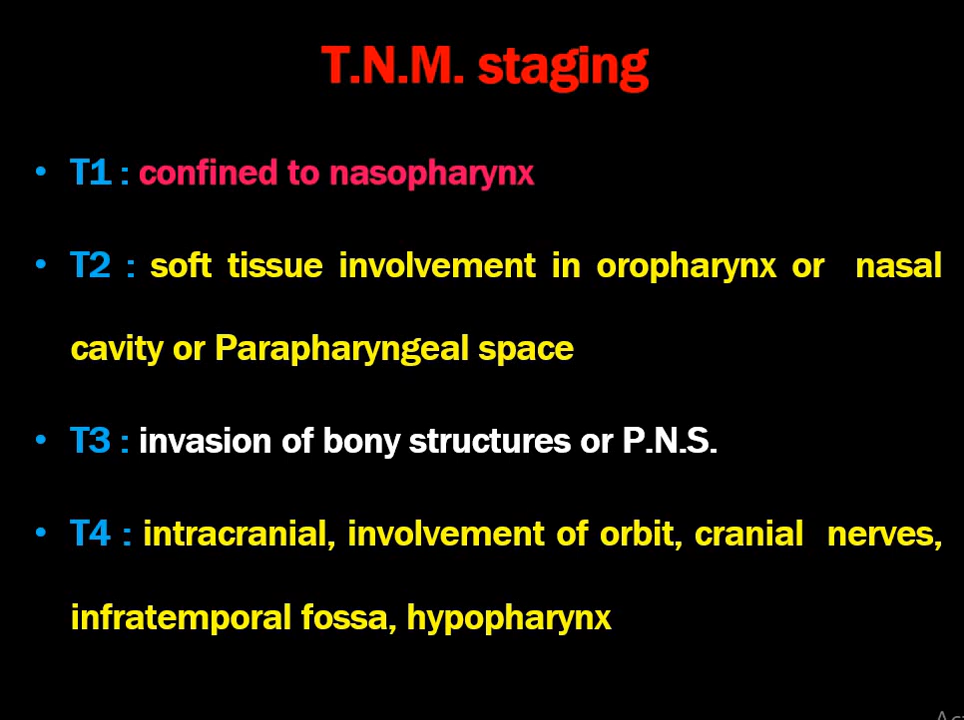 T.N.M. staging
• T1 : confined to nasopharynx
• T2 : soft tissue involvement in oropharynx or nasal
cavity or Parapharyngeal space
• T3 : invasion of bony structures or P.N.S.
• T4 : intracranial, involvement of orbit, cranial nerves,
infratemporal fossa, hypopharynx